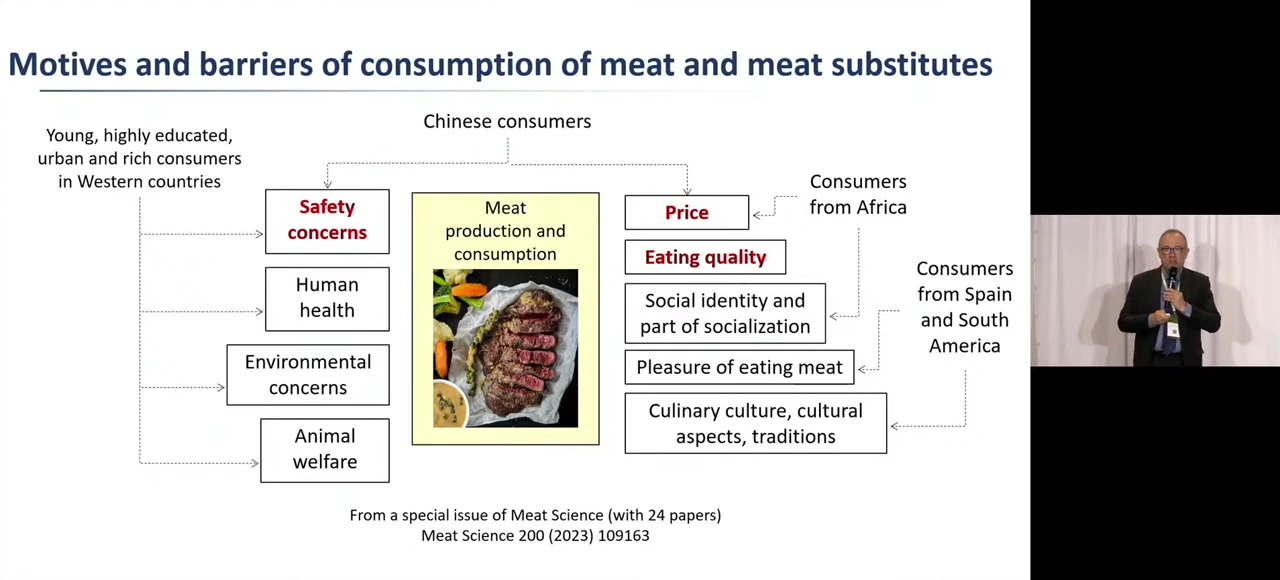 Motives and barriers of consumption of meat and meat substitutes
Young, highly educated,
urban and rich consumers
in Western countries
Chinese consumers
Safety
concerns
Human
health
Environmental
concerns
Animal
welfare
Meat
production and
consumption
Price
Eating quality
Social identity and
part of socialization
Pleasure of eating meat
Culinary culture, cultural
aspects, traditions
Consumers
from Africa
Consumers
from Spain
and South
America
From a special issue of Meat Science (with 24 papers)
Meat Science 200 (2023) 109163